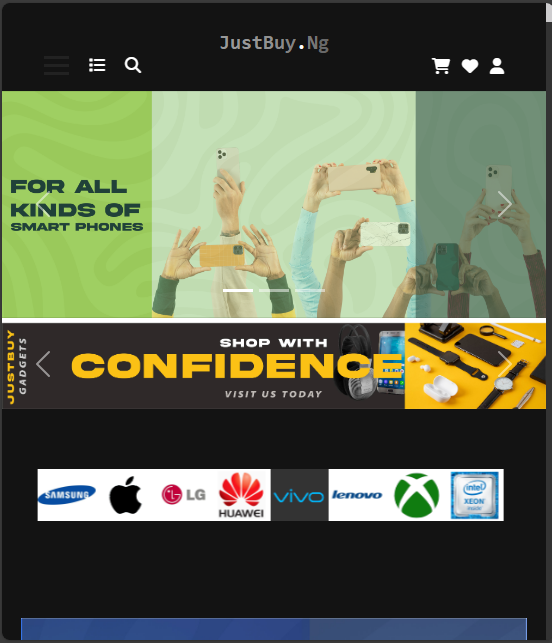 JustBuy.Ng
FOR ALL
KINDS OF
SMART PHONES
JUSTBUY
GADGETS
SHOP WITH
CONFIDENCE
VISIT US TODAY
SAMSUNG
LG
HUAWEI
vivo
lenovo
intel
XEON
inside